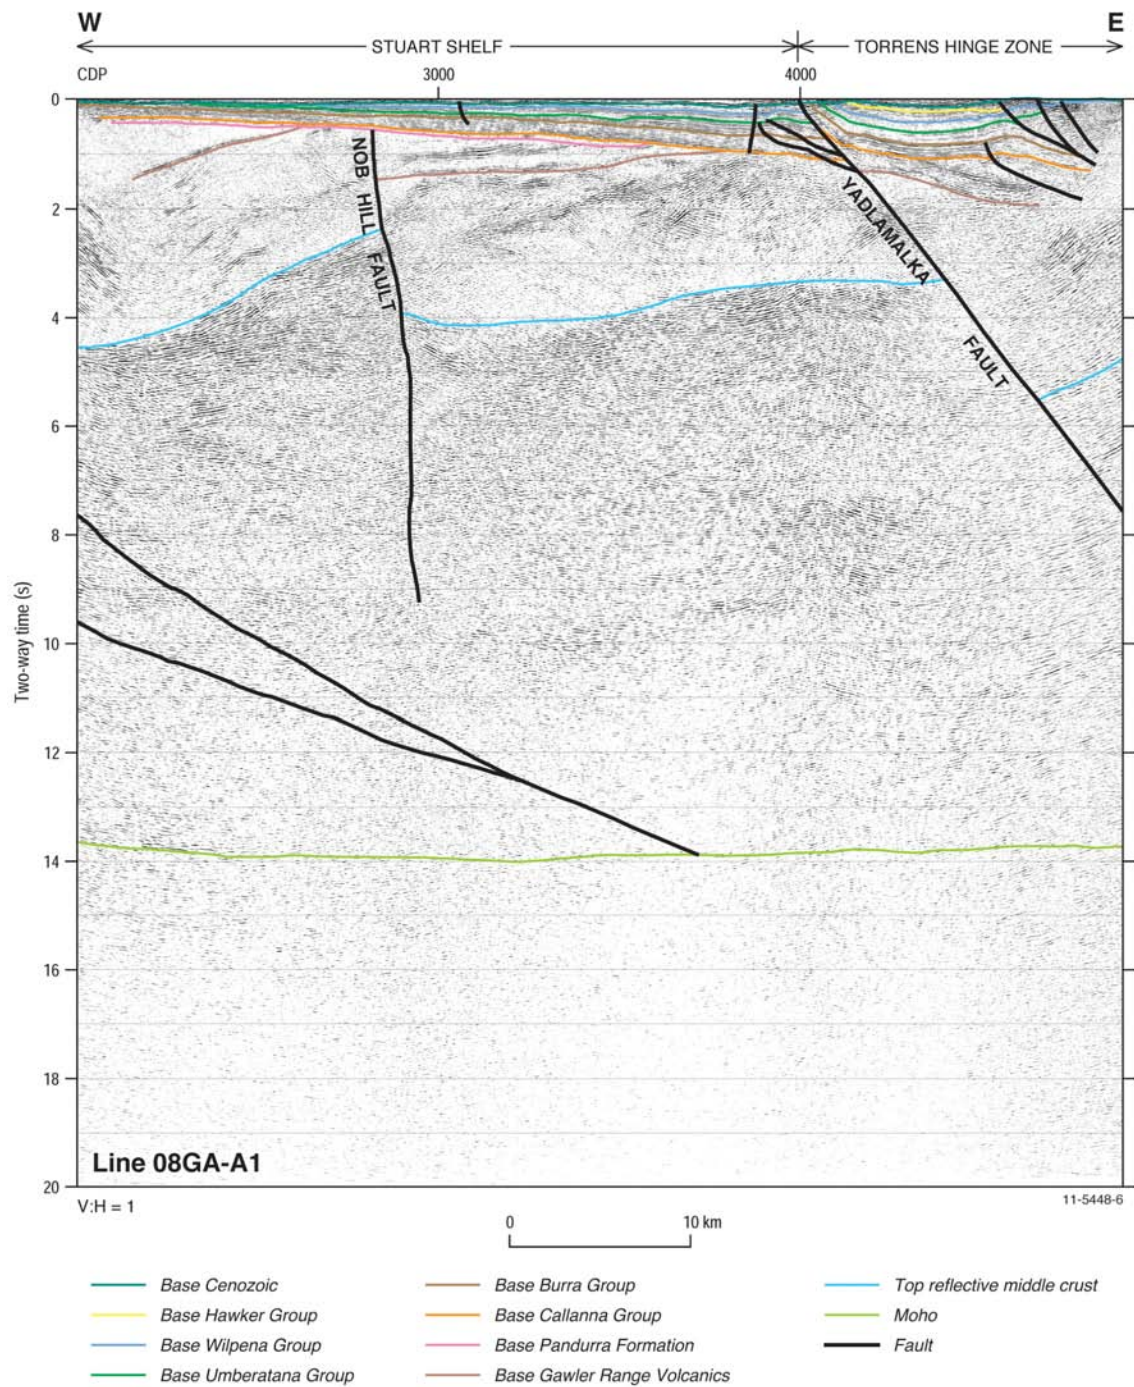 W E
STUART SHELF TORRENS HINGE ZONE
CDP 3000 4000
0
NOB HILL FAULT
YADLAMALKA FAULT
2
4
6
8
Two-way time (s)
10
12
14
16
18
Line 08GA-A1
20
V:H = 1 11-5448-6
0 10 km
Base Cenozoic Base Burra Group Top reflective middle crust
Base Hawker Group Base Callanna Group Moho
Base Wilpena Group Base Pandurra Formation Fault
Base Umberatana Group Base Gawler Range Volcanics